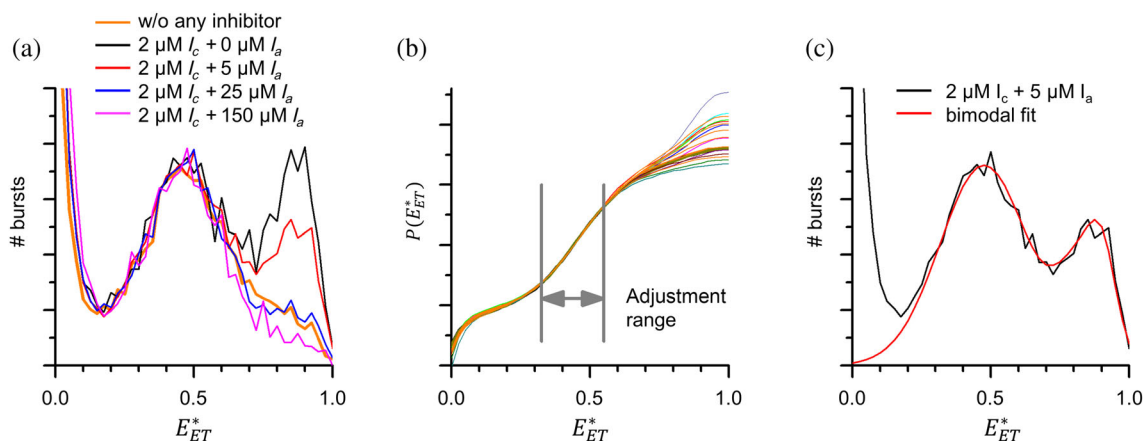 (a)
w/o any inhibitor
2 µM I_c + 0 µM I_a
2 µM I_c + 5 µM I_a
2 µM I_c + 25 µM I_a
2 µM I_c + 150 µM I_a
# bursts
0.0 0.5 1.0
E*_ET
(b)
P(E*_ET)
Adjustment
range
0.0 0.5 1.0
E*_ET
(c)
2 µM I_c + 5 µM I_a
bimodal fit
# bursts
0.0 0.5 1.0
E*_ET